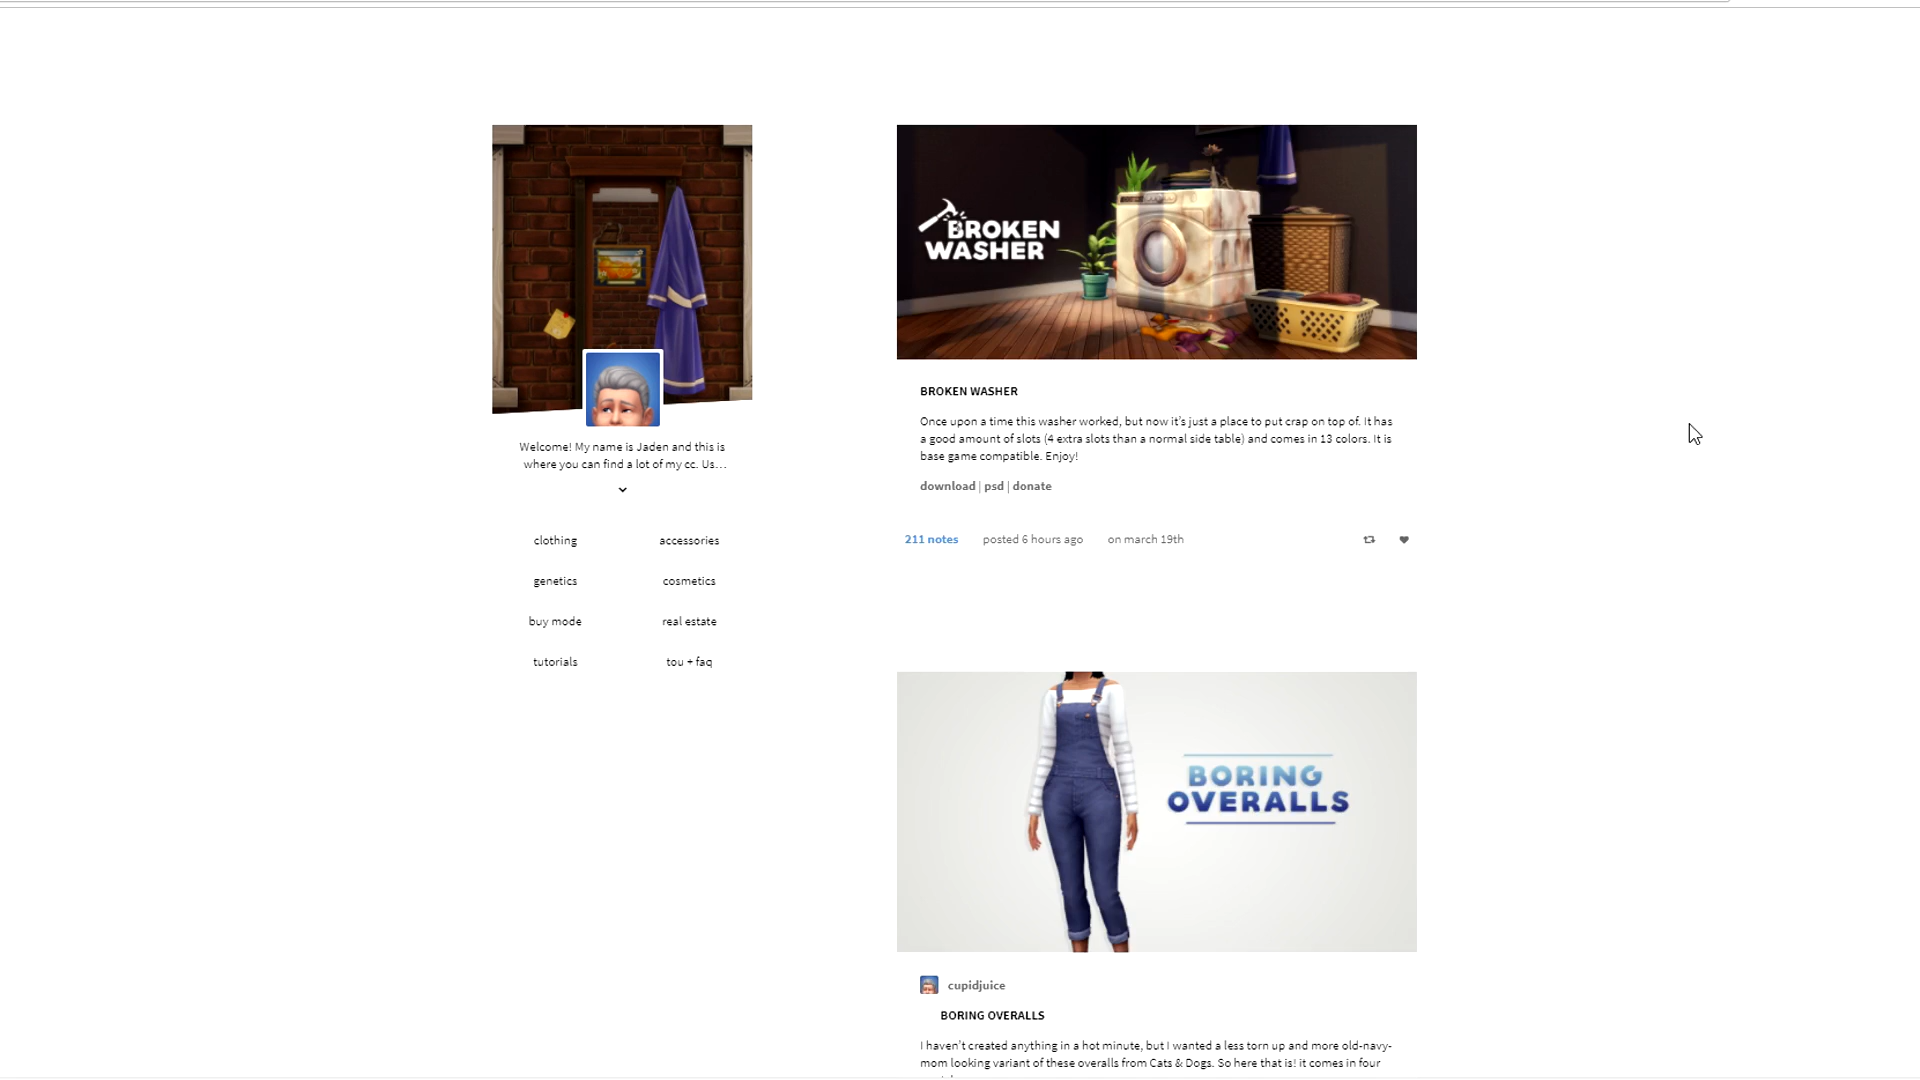 Welcome! My name is Jaden and this is
where you can find a lot of my cc. Us...
clothing
accessories
genetics
cosmetics
buy mode
real estate
tutorials
tou + faq
BROKEN
WASHER
BROKEN WASHER
Once upon a time this washer worked, but now it's just a place to put crap on top of. It has
a good amount of slots (4 extra slots than a normal side table) and comes in 13 colors. It is
base game compatible. Enjoy!
download | psd | donate
211 notes posted 6 hours ago on march 19th
BORING
OVERALLS
cupidjuice
BORING OVERALLS
I haven't created anything in a hot minute, but I wanted a less torn up and more old-navy-
mom looking variant of these overalls from Cats & Dogs. So here that is! it comes in four